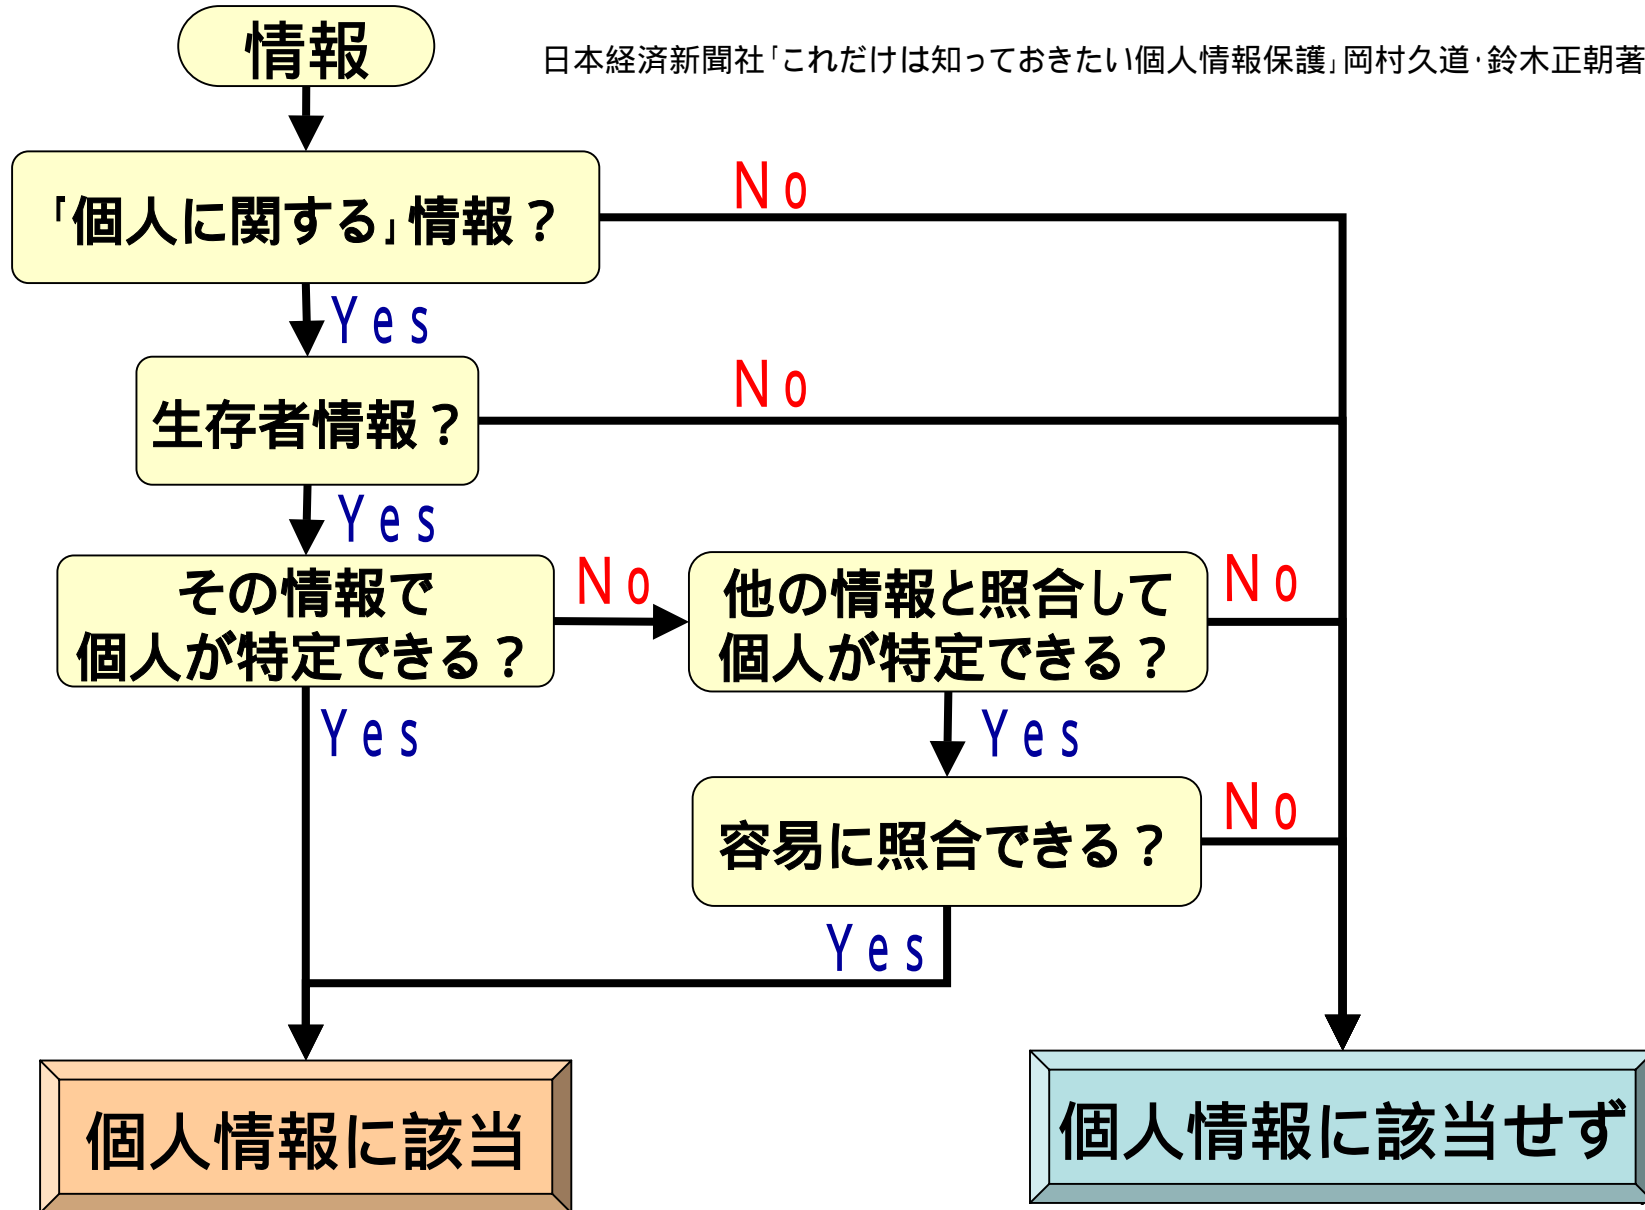 情報
日本経済新聞社「これだけは知っておきたい個人情報保護」岡村久道・鈴木正朝著
「個人に関する」情報？
No
Yes
生存者情報？
No
Yes
その情報で
個人が特定できる？
No
他の情報と照合して
個人が特定できる？
No
Yes
Yes
容易に照合できる？
No
Yes
個人情報に該当
個人情報に該当せず